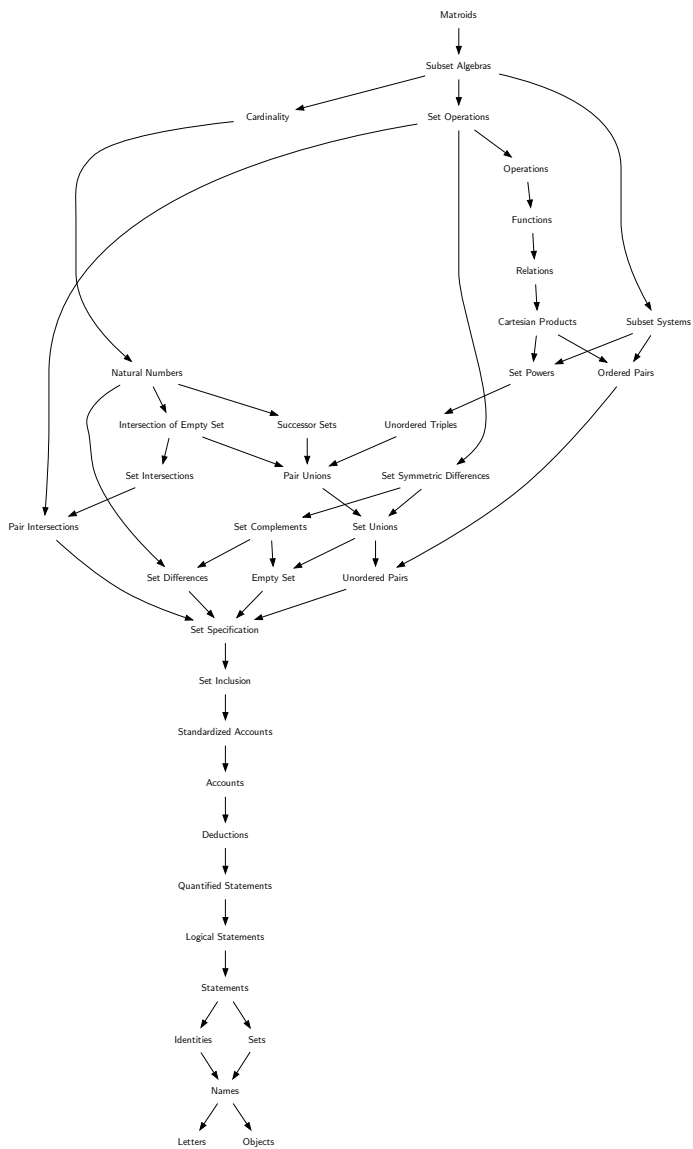 Matroids
Subset Algebras
Cardinality
Set Operations
Operations
Functions
Relations
Cartesian Products
Subset Systems
Natural Numbers
Set Powers
Ordered Pairs
Intersection of Empty Set
Successor Sets
Unordered Triples
Set Intersections
Pair Unions
Set Symmetric Differences
Pair Intersections
Set Complements
Set Unions
Set Differences
Empty Set
Unordered Pairs
Set Specification
Set Inclusion
Standardized Accounts
Accounts
Deductions
Quantified Statements
Logical Statements
Statements
Identities
Sets
Names
Letters
Objects